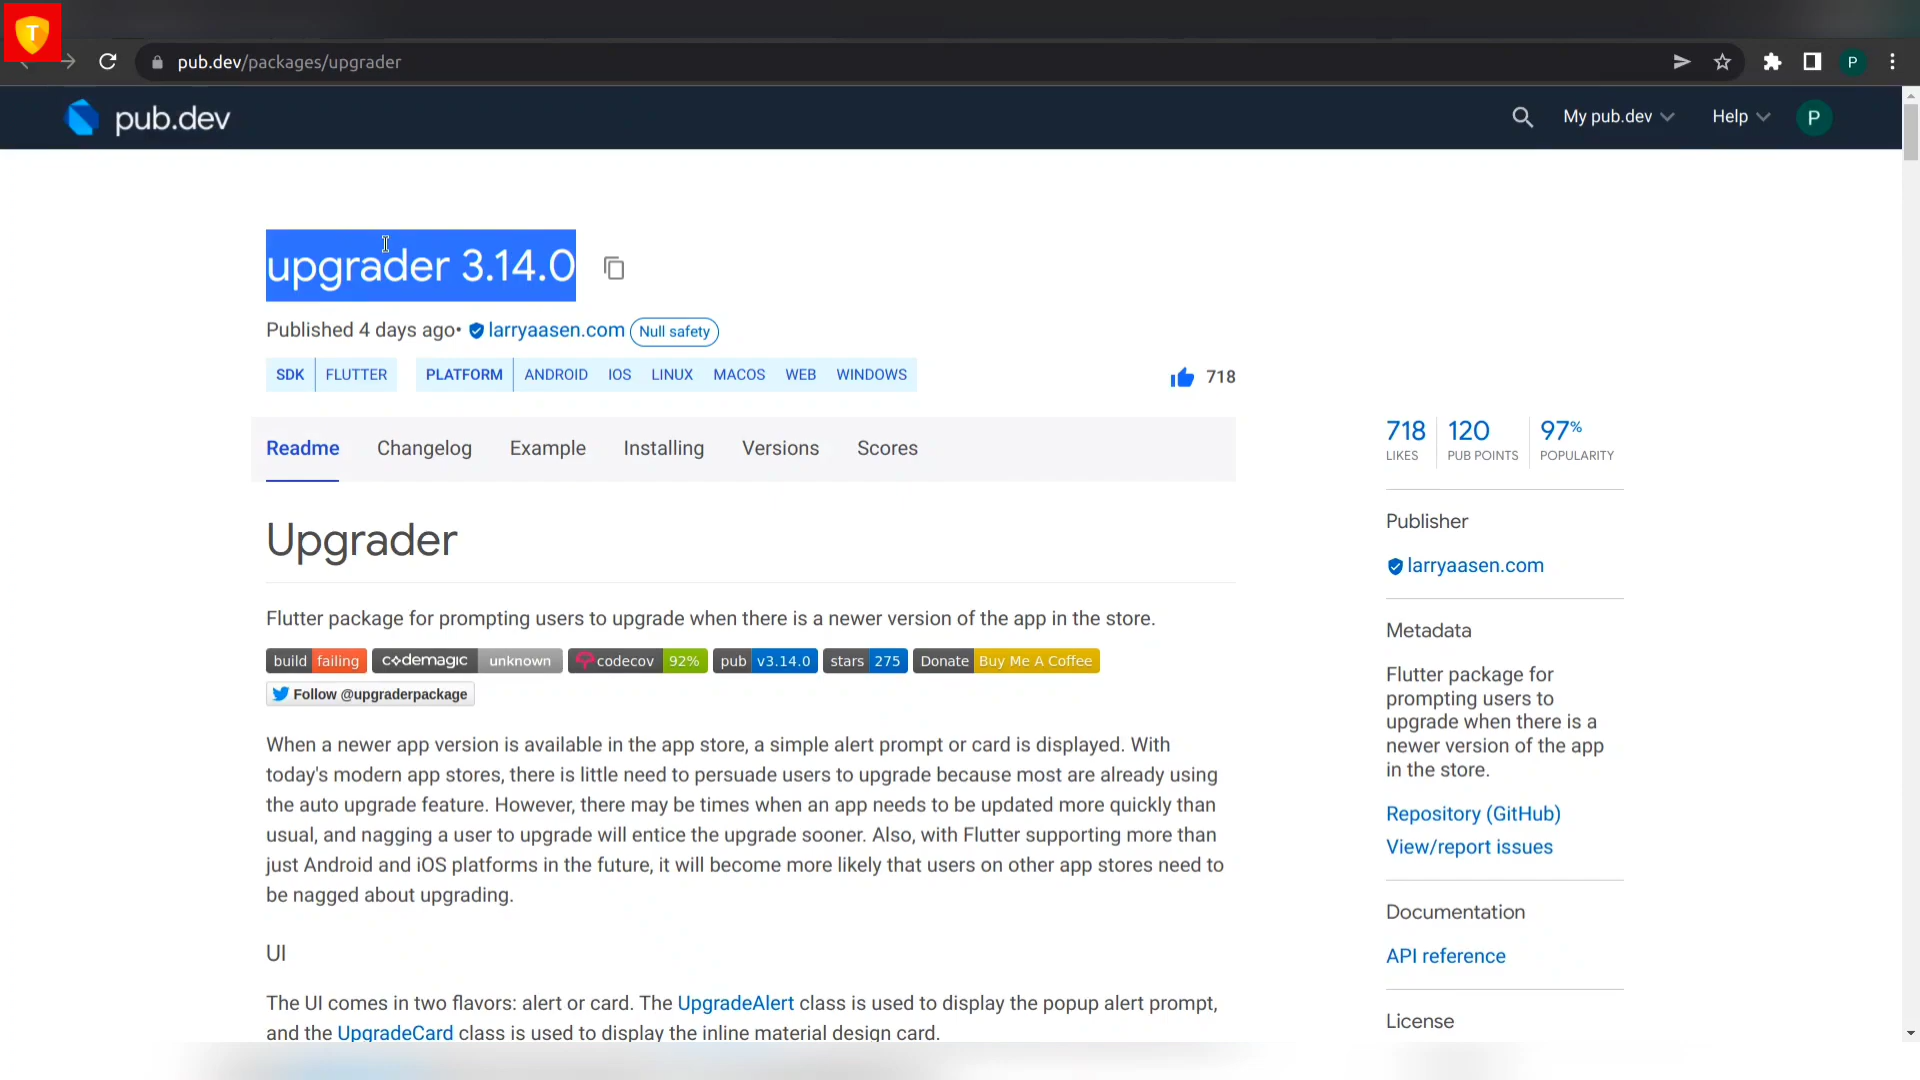 T
pub.dev/packages/upgrader
P
pub.dev
My pub.dev
Help
P
upgrader 3.14.0
Published 4 days ago• larryaasen.com Null safety
SDK FLUTTER PLATFORM ANDROID IOS LINUX MACOS WEB WINDOWS
718
Readme Changelog Example Installing Versions Scores
Upgrader
Flutter package for prompting users to upgrade when there is a newer version of the app in the store.
build failing codemagic unknown codecov 92% pub v3.14.0 stars 275 Donate Buy Me A Coffee
Follow @upgraderpackage
When a newer app version is available in the app store, a simple alert prompt or card is displayed. With
today's modern app stores, there is little need to persuade users to upgrade because most are already using
the auto upgrade feature. However, there may be times when an app needs to be updated more quickly than
usual, and nagging a user to upgrade will entice the upgrade sooner. Also, with Flutter supporting more than
just Android and iOS platforms in the future, it will become more likely that users on other app stores need to
be nagged about upgrading.
UI
The UI comes in two flavors: alert or card. The UpgradeAlert class is used to display the popup alert prompt,
and the UpgradeCard class is used to display the inline material design card.
718 120 97%
LIKES PUB POINTS POPULARITY
Publisher
larryaasen.com
Metadata
Flutter package for
prompting users to
upgrade when there is a
newer version of the app
in the store.
Repository (GitHub)
View/report issues
Documentation
API reference
License